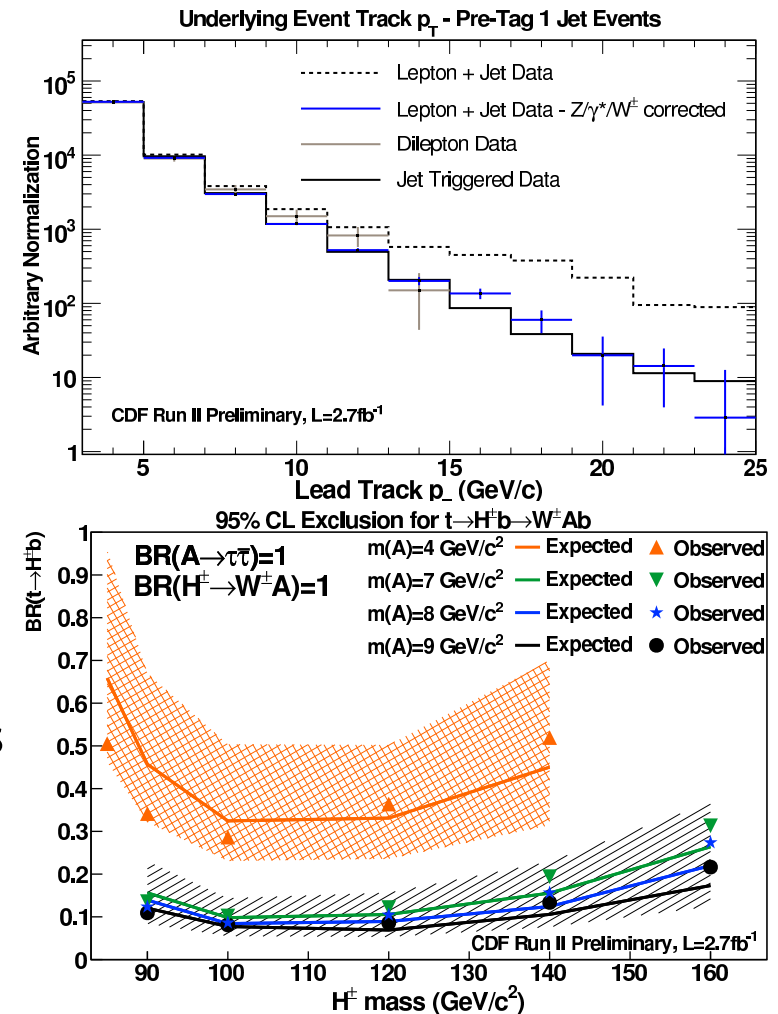 Underlying Event Track p_T - Pre-Tag 1 Jet Events
Arbitrary Normalization
10^5
10^4
10^3
10^2
10
1
Lepton + Jet Data
Lepton + Jet Data - Z/γ*/W± corrected
Dilepton Data
Jet Triggered Data
CDF Run II Preliminary, L=2.7fb^-1
5 10 15 20 25
Lead Track p_ (GeV/c)
95% CL Exclusion for t→H±b→W±Ab
BR(t→H±b)
1
0.9
0.8
0.7
0.6
0.5
0.4
0.3
0.2
0.1
0
BR(A→ττ̄)=1
BR(H±→W±A)=1
m(A)=4 GeV/c² Expected Observed
m(A)=7 GeV/c² Expected Observed
m(A)=8 GeV/c² Expected Observed
m(A)=9 GeV/c² Expected Observed
CDF Run II Preliminary, L=2.7fb^-1
90 100 110 120 130 140 150 160
H± mass (GeV/c²)